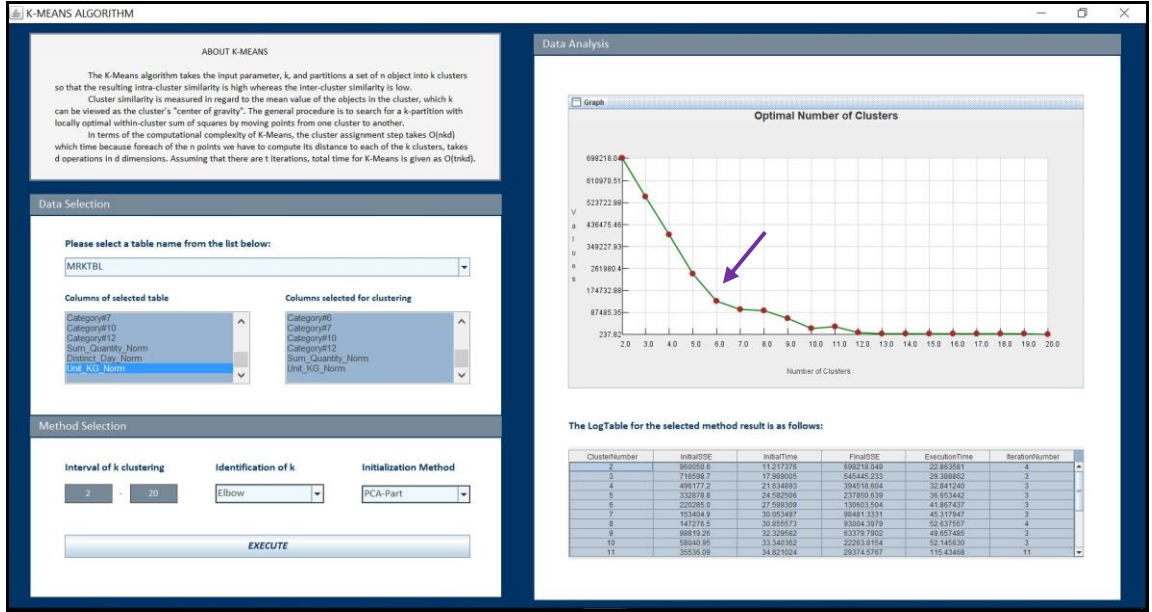 K-MEANS ALGORITHM
ABOUT K-MEANS
The K-Means algorithm takes the input parameter, k, and partitions a set of n object into k clusters
so that the resulting intra-cluster similarity is high whereas the inter-cluster similarity is low.
Cluster similarity is measured in regard to the mean value of the objects in the cluster, which k
can be viewed as the cluster's "center of gravity". The general procedure is to search for a k-partition with
locally optimal within-cluster sum of squares by moving points from one cluster to another.
In terms of the computational complexity of K-Means, the cluster assignment step takes O(nkd)
which time because foreach of the n points we have to compute its distance to each of the k clusters, takes
d operations in d dimensions. Assuming that there are t iterations, total time for K-Means is given as O(tnkd).
Data Selection
Please select a table name from the list below:
MRKTBL
Columns of selected table
Category#7
Category#10
Category#12
Sum_Quantity_Norm
Distinct_Day_Norm
Unit_KG_Norm
Columns selected for clustering
Category#6
Category#7
Category#10
Category#12
Sum_Quantity_Norm
Unit_KG_Norm
Method Selection
Interval of k clustering
2 - 20
Identification of k
Elbow
Initialization Method
PCA-Part
EXECUTE
Data Analysis
Graph
Optimal Number of Clusters
Values
698218.04
610970.51
523722.98
436475.46
349227.93
261980.4
174732.88
87485.35
237.82
2.0 3.0 4.0 5.0 6.0 7.0 8.0 9.0 10.0 11.0 12.0 13.0 14.0 15.0 16.0 17.0 18.0 19.0 20.0
Number of Clusters
The LogTable for the selected method result is as follows:
ClusterNumber InitialSSE InitialTime FinalSSE ExecutionTime IterationNumber
2 960050.6 11.217376 698218.049 22.863581 4
3 716598.7 17.989005 545445.233 29.388862 3
4 496177.2 21.634893 394518.604 32.841240 3
5 332878.8 24.582506 237850.639 36.653442 3
6 220285.0 27.599309 130603.504 41.867437 3
7 153404.9 30.053497 98481.3331 45.317947 3
8 147276.5 30.855573 93004.3979 52.637557 4
9 98819.26 32.329582 63379.7902 49.657485 3
10 58040.95 33.340362 22263.8154 52.145630 3
11 35536.09 34.821024 29374.5767 115.43468 11